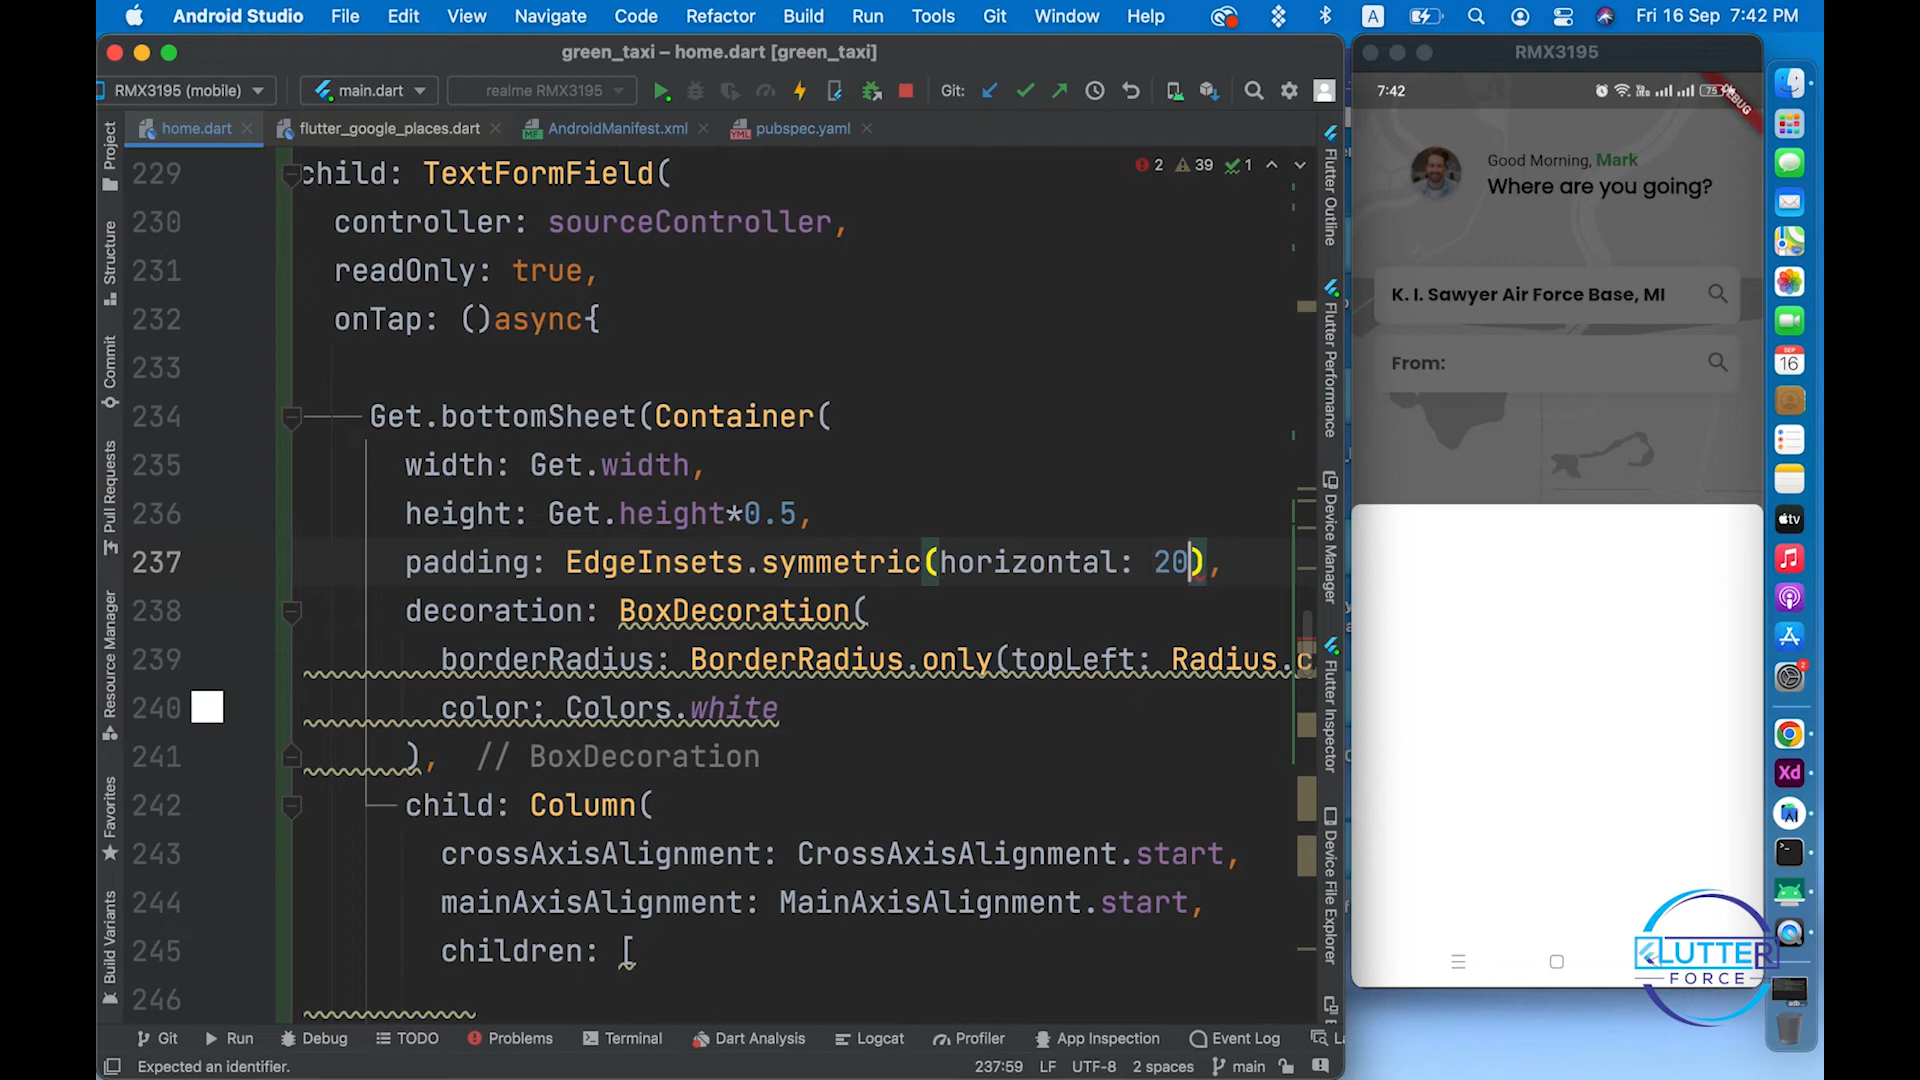 Android Studio File Edit View Navigate Code Refactor Build Run Tools Git Window Help A Fri 16 Sep 7:42 PM
green_taxi – home.dart [green_taxi]
RMX3195
RMX3195 (mobile) main.dart realme RMX3195 Git:
home.dart flutter_google_places.dart AndroidManifest.xml pubspec.yaml
2 39 1
229 child: TextFormField(
230 controller: sourceController,
231 readOnly: true,
232 onTap: ()async{
233
234 Get.bottomSheet(Container(
235 width: Get.width,
236 height: Get.height*0.5,
237 padding: EdgeInsets.symmetric(horizontal: 20),
238 decoration: BoxDecoration(
239 borderRadius: BorderRadius.only(topLeft: Radius.c
240 color: Colors.white
241 ), // BoxDecoration
242 child: Column(
243 crossAxisAlignment: CrossAxisAlignment.start,
244 mainAxisAlignment: MainAxisAlignment.start,
245 children: [
246
Project
Structure
Commit
Pull Requests
Resource Manager
Favorites
Build Variants
Flutter Outline
Flutter Performance
Device Manager
Flutter Inspector
Device File Explorer
Git Run Debug TODO Problems Terminal Dart Analysis Logcat Profiler App Inspection Event Log
Expected an identifier. 237:59 LF UTF-8 2 spaces main
7:42 75
DEBUG
Good Morning, Mark
Where are you going?
K. I. Sawyer Air Force Base, MI
From:
SEP
16
tv
2
Xd
FLUTTER
FORCE